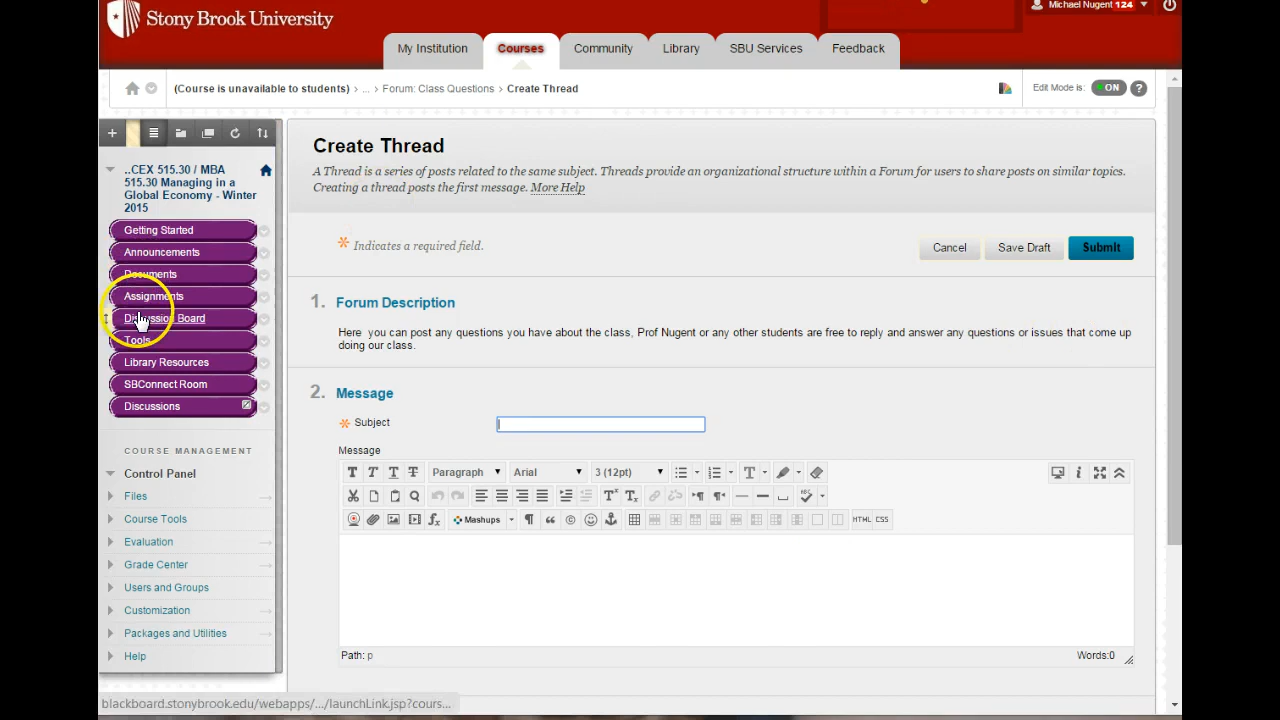 Stony Brook University
Michael Nugent 124
My Institution
Courses
Community
Library
SBU Services
Feedback
(Course is unavailable to students) > ... > Forum: Class Questions > Create Thread
Edit Mode is: ON ?
..CEX 515.30 / MBA
515.30 Managing in a
Global Economy - Winter
2015
Getting Started
Announcements
Documents
Assignments
Discussion Board
Tools
Library Resources
SBConnect Room
Discussions
COURSE MANAGEMENT
Control Panel
Files
Course Tools
Evaluation
Grade Center
Users and Groups
Customization
Packages and Utilities
Help
Create Thread
A Thread is a series of posts related to the same subject. Threads provide an organizational structure within a Forum for users to share posts on similar topics.
Creating a thread posts the first message. More Help
Indicates a required field.
Cancel
Save Draft
Submit
1. Forum Description
Here you can post any questions you have about the class, Prof Nugent or any other students are free to reply and answer any questions or issues that come up
doing our class.
2. Message
Subject
Message
T T T T Paragraph Arial 3 (12pt)
Mashups
HTML CSS
Path: p
Words:0
blackboard.stonybrook.edu/webapps/.../launchLink.jsp?cours...